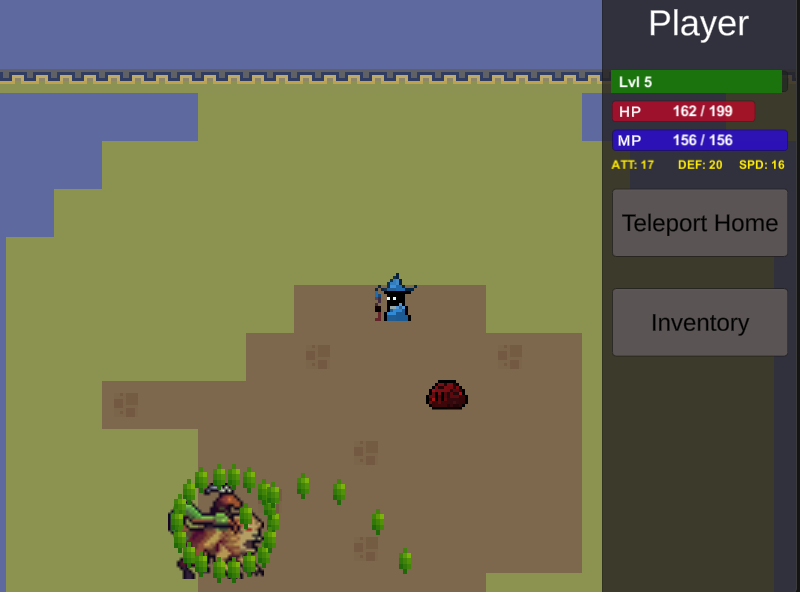 Player
Lvl 5
HP 162 / 199
MP 156 / 156
ATT: 17 DEF: 20 SPD: 16
Teleport Home
Inventory